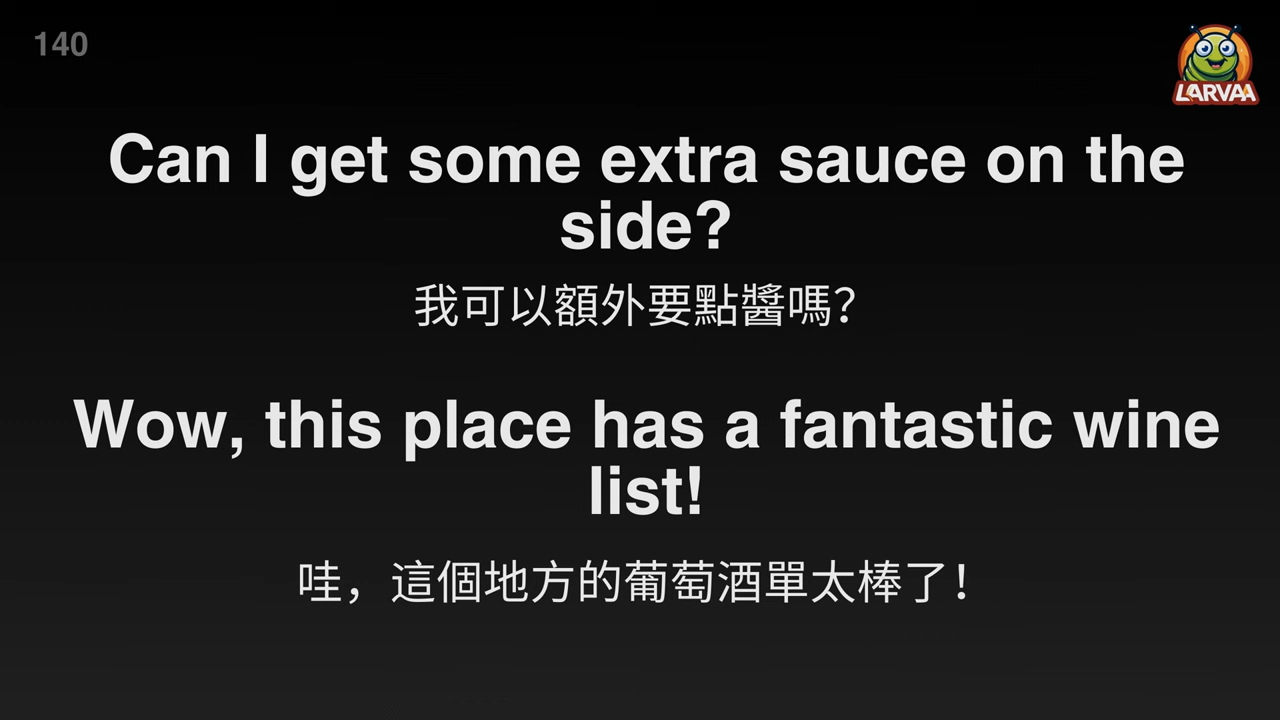 140
LARVAA
Can I get some extra sauce on the
side?
我可以額外要點醬嗎？
Wow, this place has a fantastic wine
list!
哇，這個地方的葡萄酒單太棒了！